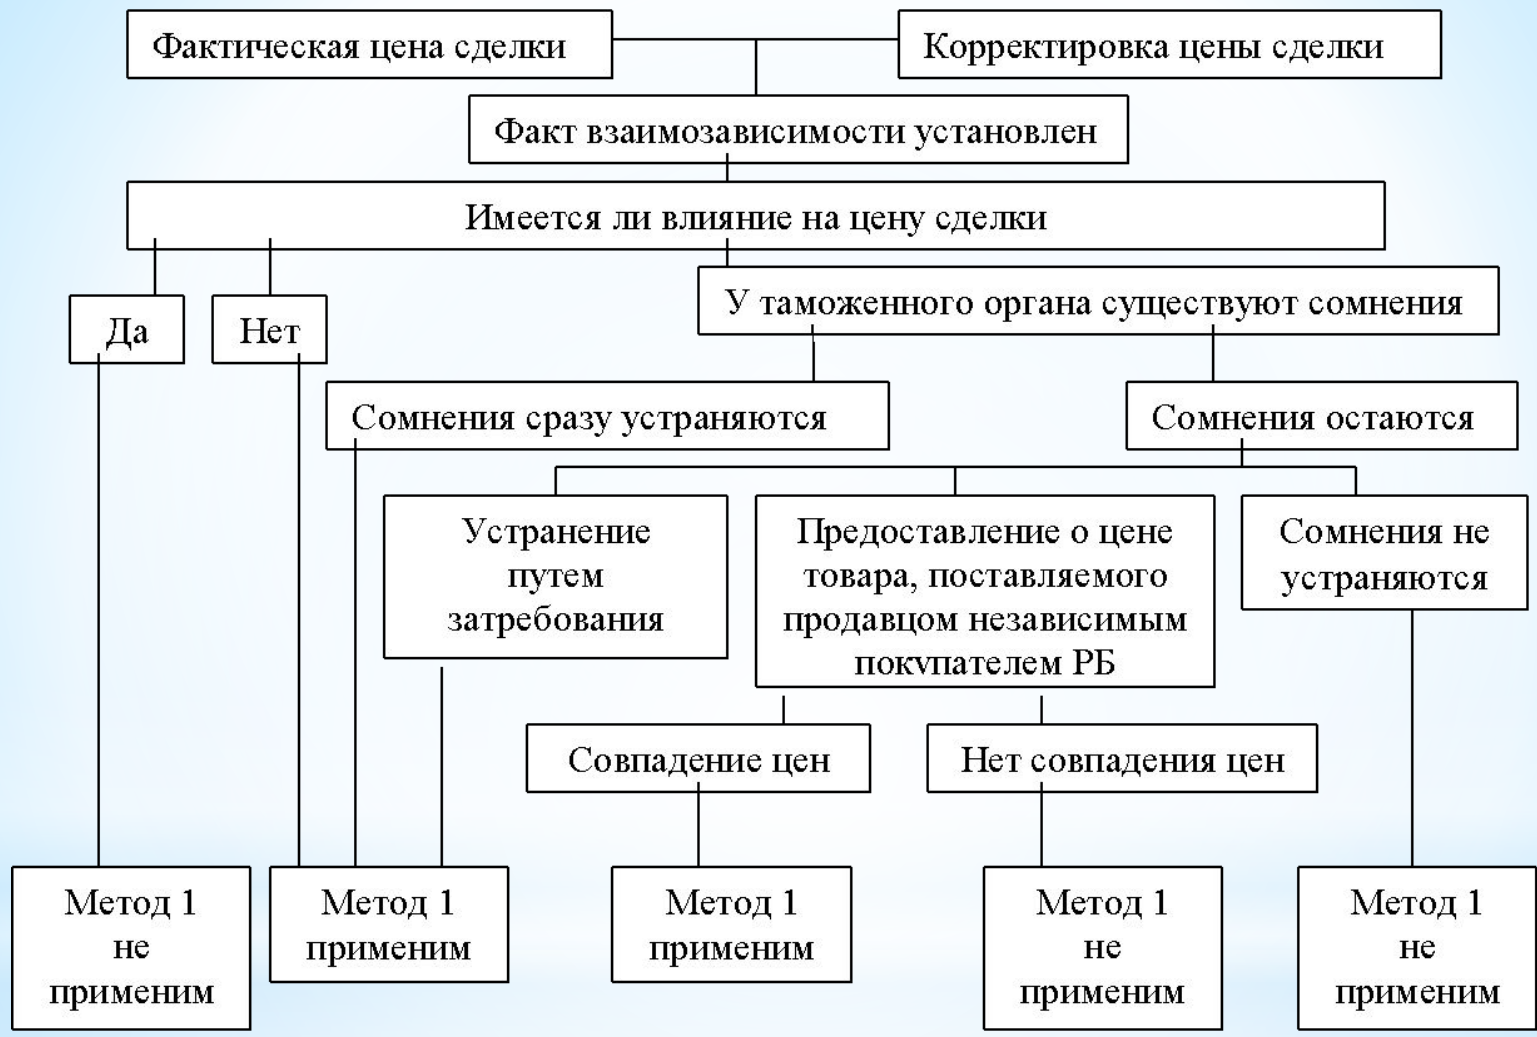 Фактическая цена сделки
Корректировка цены сделки
Факт взаимозависимости установлен
Имеется ли влияние на цену сделки
У таможенного органа существуют сомнения
Да
Нет
Сомнения сразу устраняются
Сомнения остаются
Устранение
путем
затребования
Предоставление о цене
товара, поставляемого
продавцом независимым
покупателем РБ
Сомнения не
устраняются
Совпадение цен
Нет совпадения цен
Метод 1
не
применим
Метод 1
применим
Метод 1
применим
Метод 1
не
применим
Метод 1
не
применим